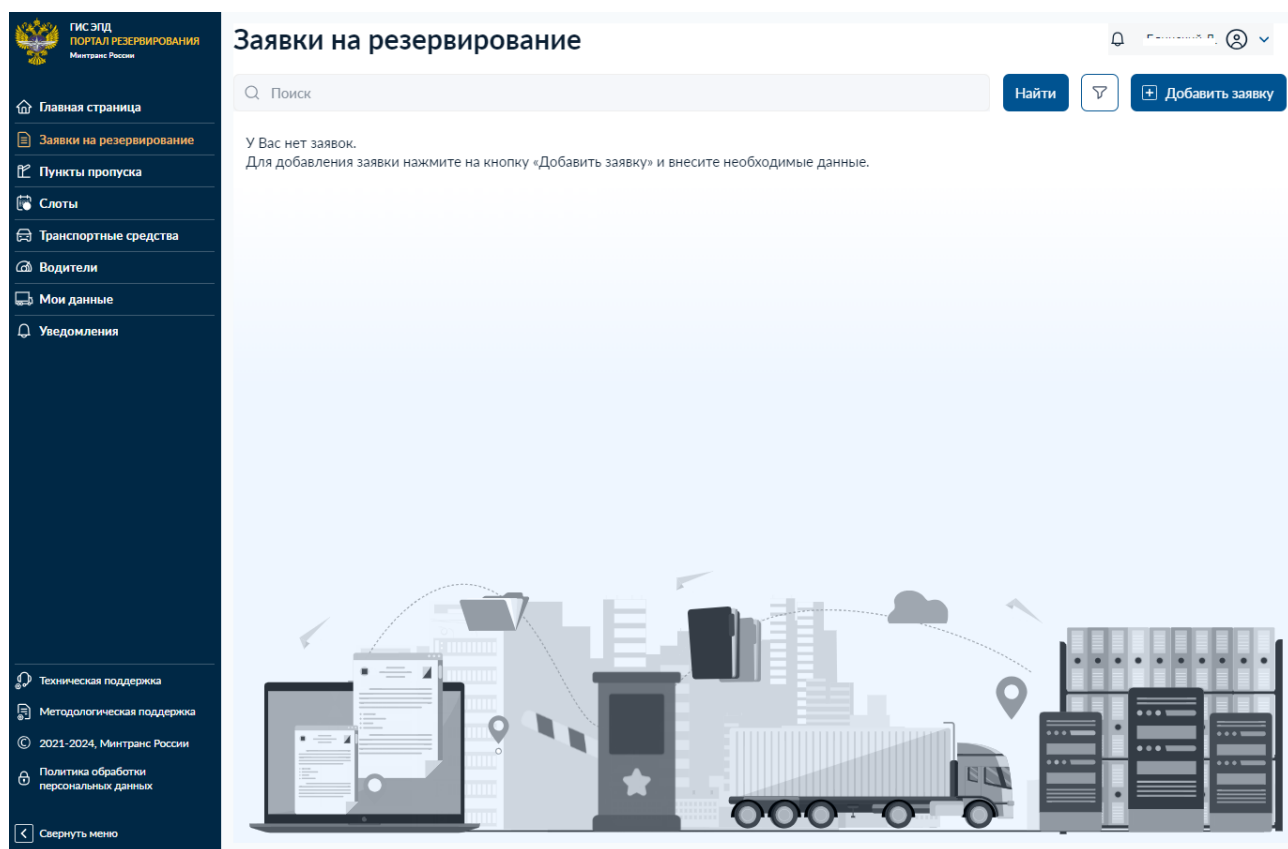 ГИС ЭПД
ПОРТАЛ РЕЗЕРВИРОВАНИЯ
Минтранс России
Главная страница
Заявки на резервирование
Пункты пропуска
Слоты
Транспортные средства
Водители
Мои данные
Уведомления
Техническая поддержка
Методологическая поддержка
© 2021-2024, Минтранс России
Политика обработки
персональных данных
Свернуть меню
Заявки на резервирование
Поиск
Найти
Добавить заявку
У Вас нет заявок.
Для добавления заявки нажмите на кнопку «Добавить заявку» и внесите необходимые данные.